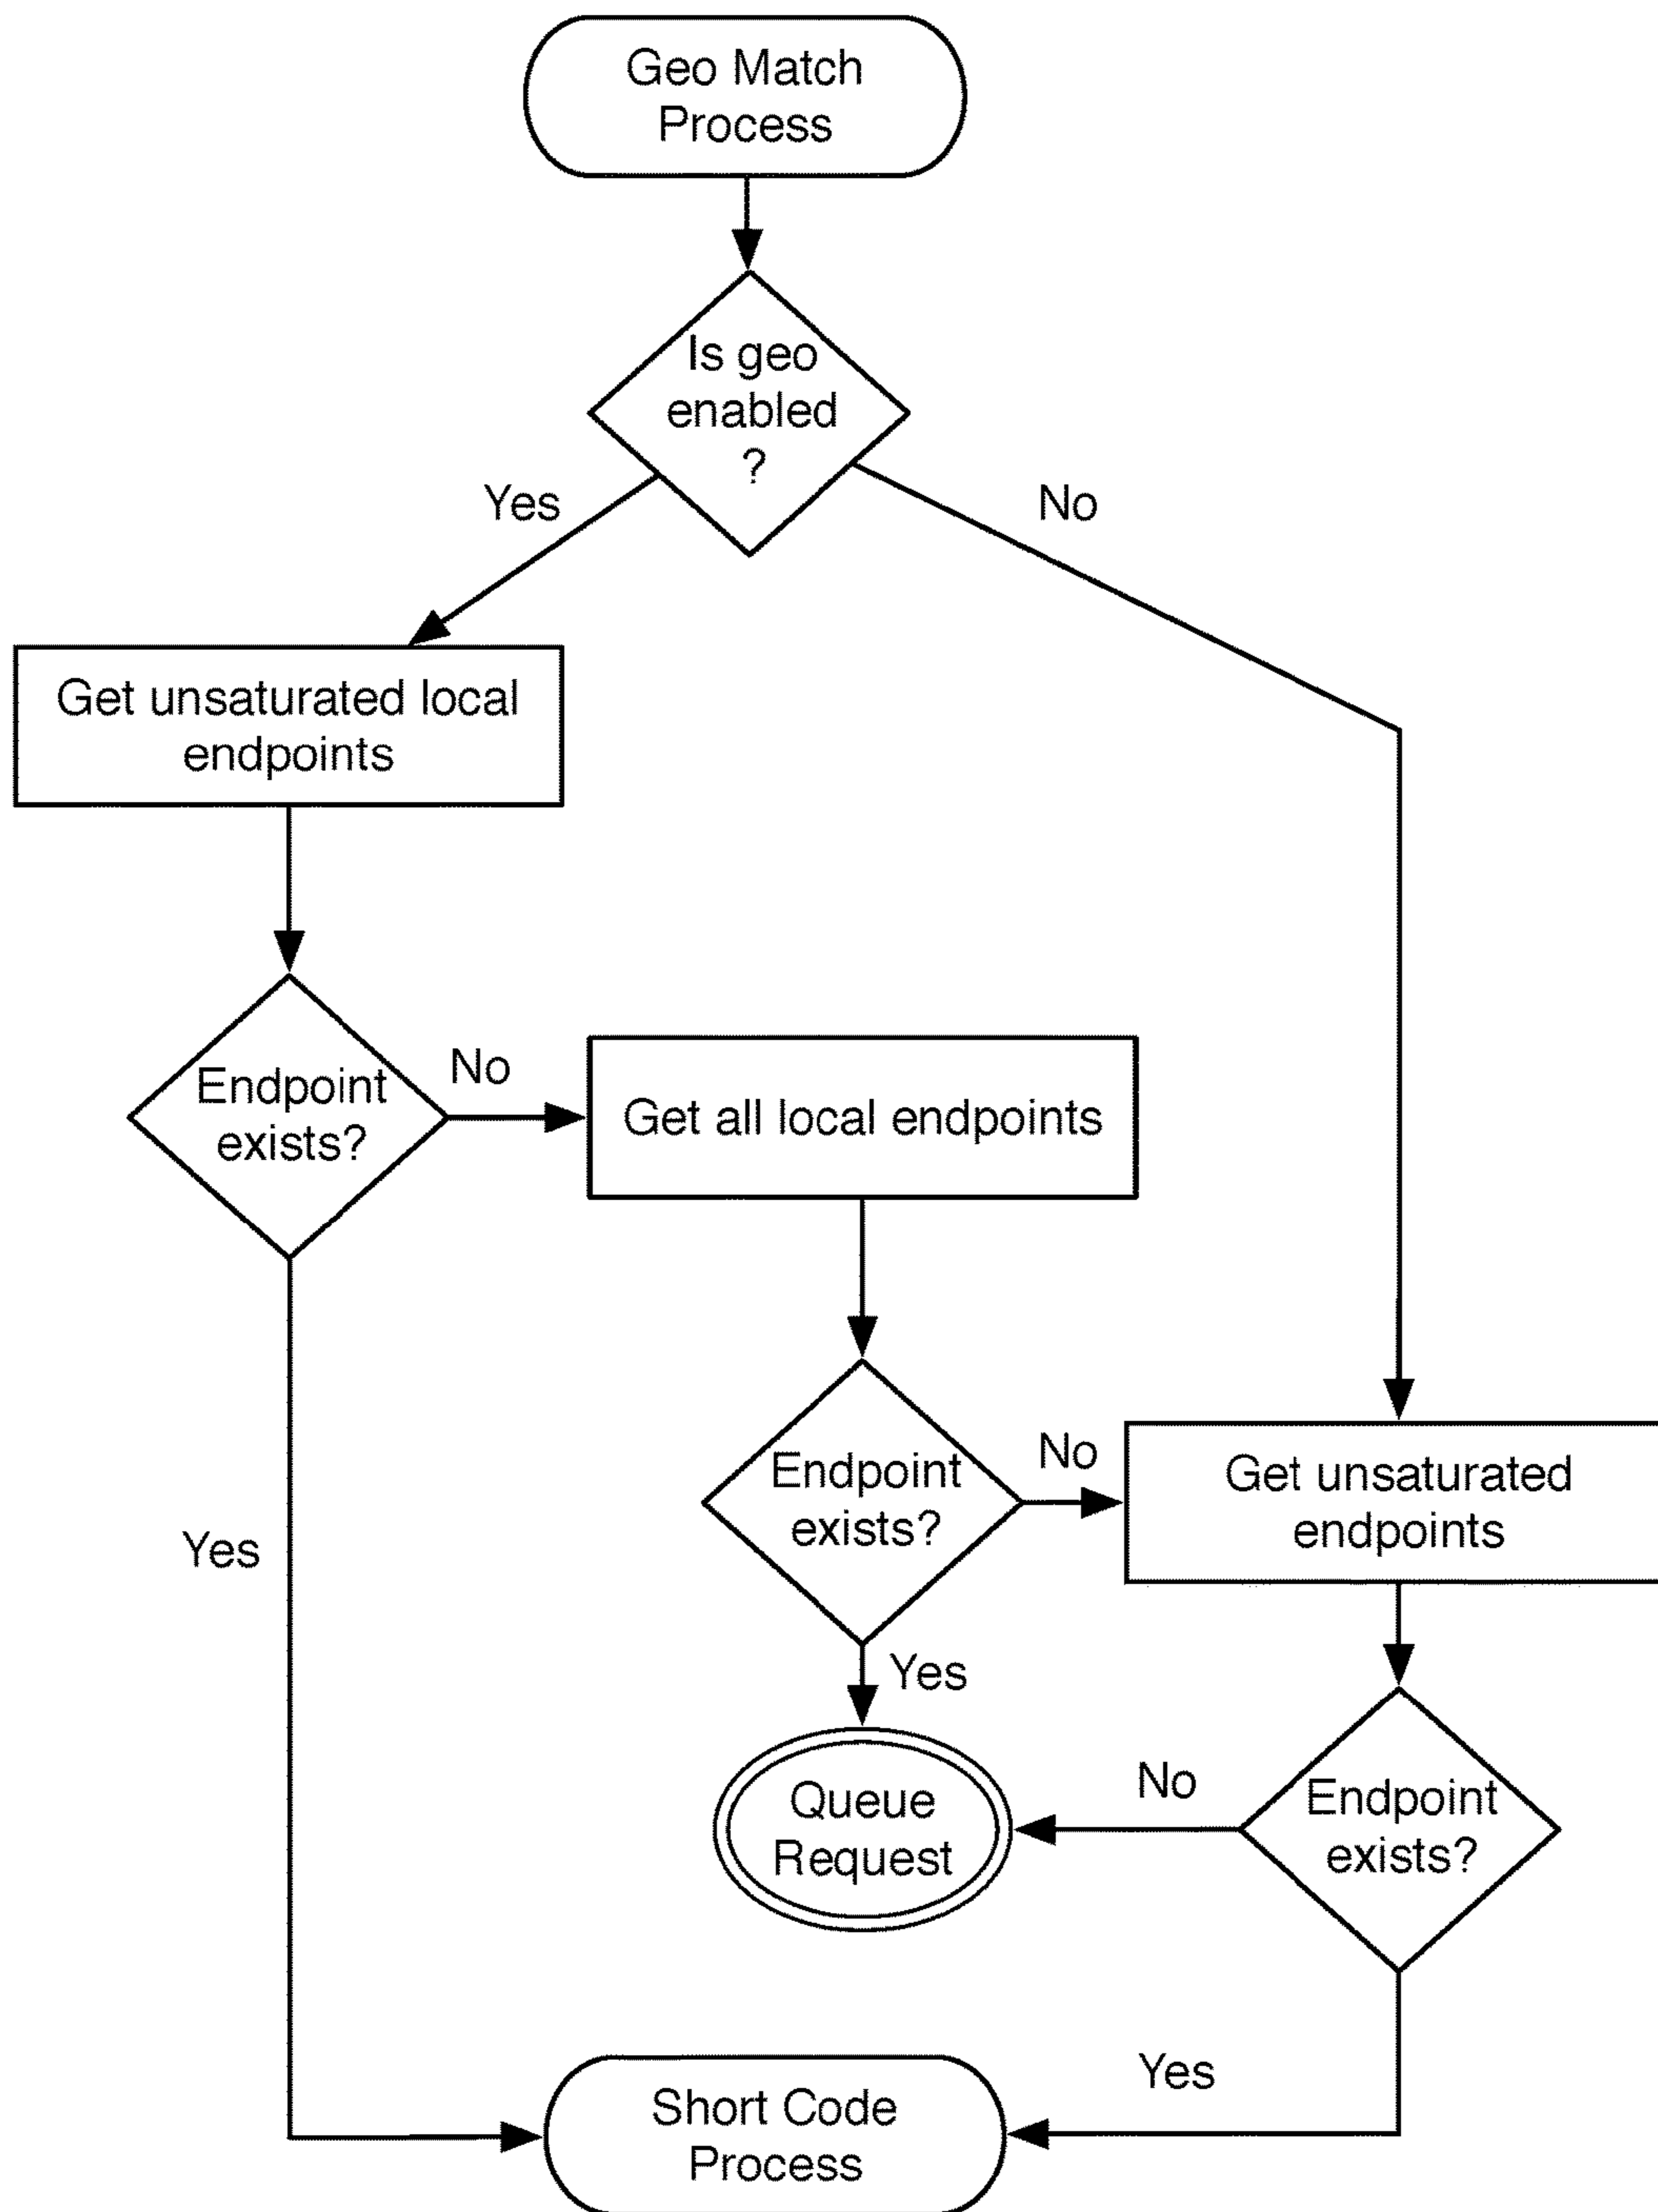 Geo Match
Process
Is geo
enabled
?
Yes
No
Get unsaturated local
endpoints
Endpoint
exists?
No
Get all local endpoints
Endpoint
exists?
No
Get unsaturated
endpoints
Yes
Yes
Queue
Request
No
Endpoint
exists?
Yes
Short Code
Process